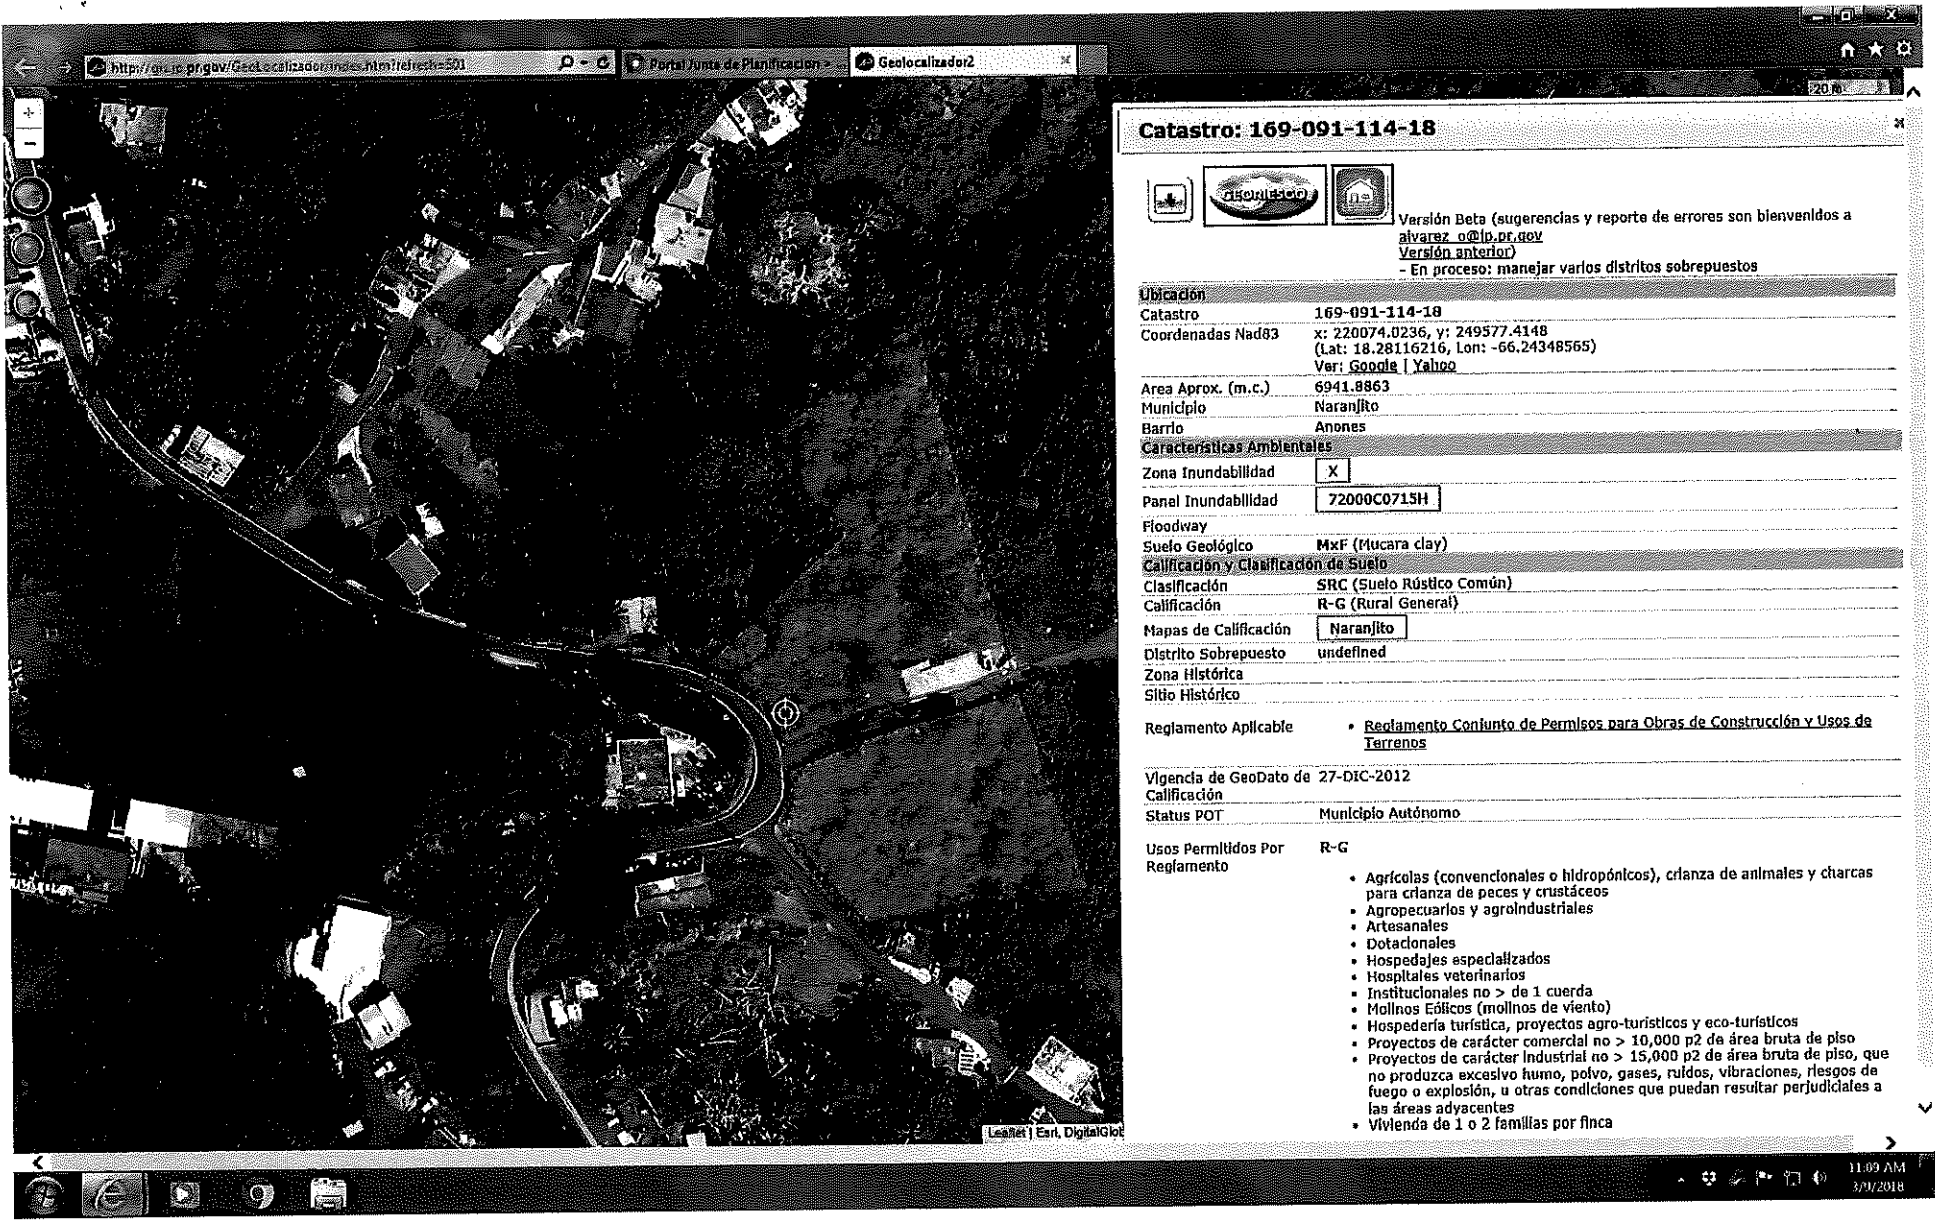 Portal Junta de Planificacion
Geolocalizador2
20 m
+
-
Catastro: 169-091-114-18
GEORIESGO
Versión Beta (sugerencias y reporte de errores son bienvenidos a
alvarez_o@jp.pr.gov
Versión anterior)
- En proceso: manejar varios distritos sobrepuestos
Ubicación
Catastro 169-091-114-18
Coordenadas Nad83 x: 220074.0236, y: 249577.4148
(Lat: 18.28116216, Lon: -66.24348565)
Ver: Google | Yahoo
Area Aprox. (m.c.) 6941.8863
Municipio Naranjito
Barrio Anones
Características Ambientales
Zona Inundabilidad X
Panel Inundabilidad 72000C0715H
Floodway
Suelo Geológico MxF (Mucara clay)
Calificación y Clasificación de Suelo
Clasificación SRC (Suelo Rústico Común)
Calificación R-G (Rural General)
Mapas de Calificación Naranjito
Distrito Sobrepuesto undefined
Zona Histórica
Sitio Histórico
Reglamento Aplicable • Reglamento Conjunto de Permisos para Obras de Construcción y Usos de
Terrenos
Vigencia de GeoDato de 27-DIC-2012
Calificación
Status POT Municipio Autónomo
Usos Permitidos Por R-G
Reglamento
• Agrícolas (convencionales o hidropónicos), crianza de animales y charcas
para crianza de peces y crustáceos
• Agropecuarios y agroindustriales
• Artesanales
• Dotacionales
• Hospedajes especializados
• Hospitales veterinarios
• Institucionales no > de 1 cuerda
• Molinos Eólicos (molinos de viento)
• Hospedería turística, proyectos agro-turísticos y eco-turísticos
• Proyectos de carácter comercial no > 10,000 p2 de área bruta de piso
• Proyectos de carácter industrial no > 15,000 p2 de área bruta de piso, que
no produzca excesivo humo, polvo, gases, ruidos, vibraciones, riesgos de
fuego o explosión, u otras condiciones que puedan resultar perjudiciales a
las áreas adyacentes
• Vivienda de 1 o 2 familias por finca
Leaflet | Esri, DigitalGlob
11:09 AM
3/9/2018